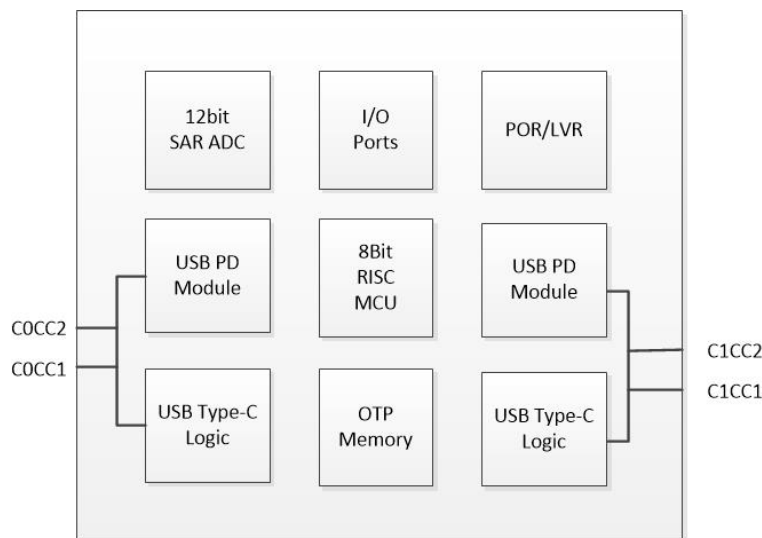 12bit
SAR ADC
I/O
Ports
POR/LVR
USB PD
Module
8Bit
RISC
MCU
USB PD
Module
C0CC2
C0CC1
C1CC2
C1CC1
USB Type-C
Logic
OTP
Memory
USB Type-C
Logic